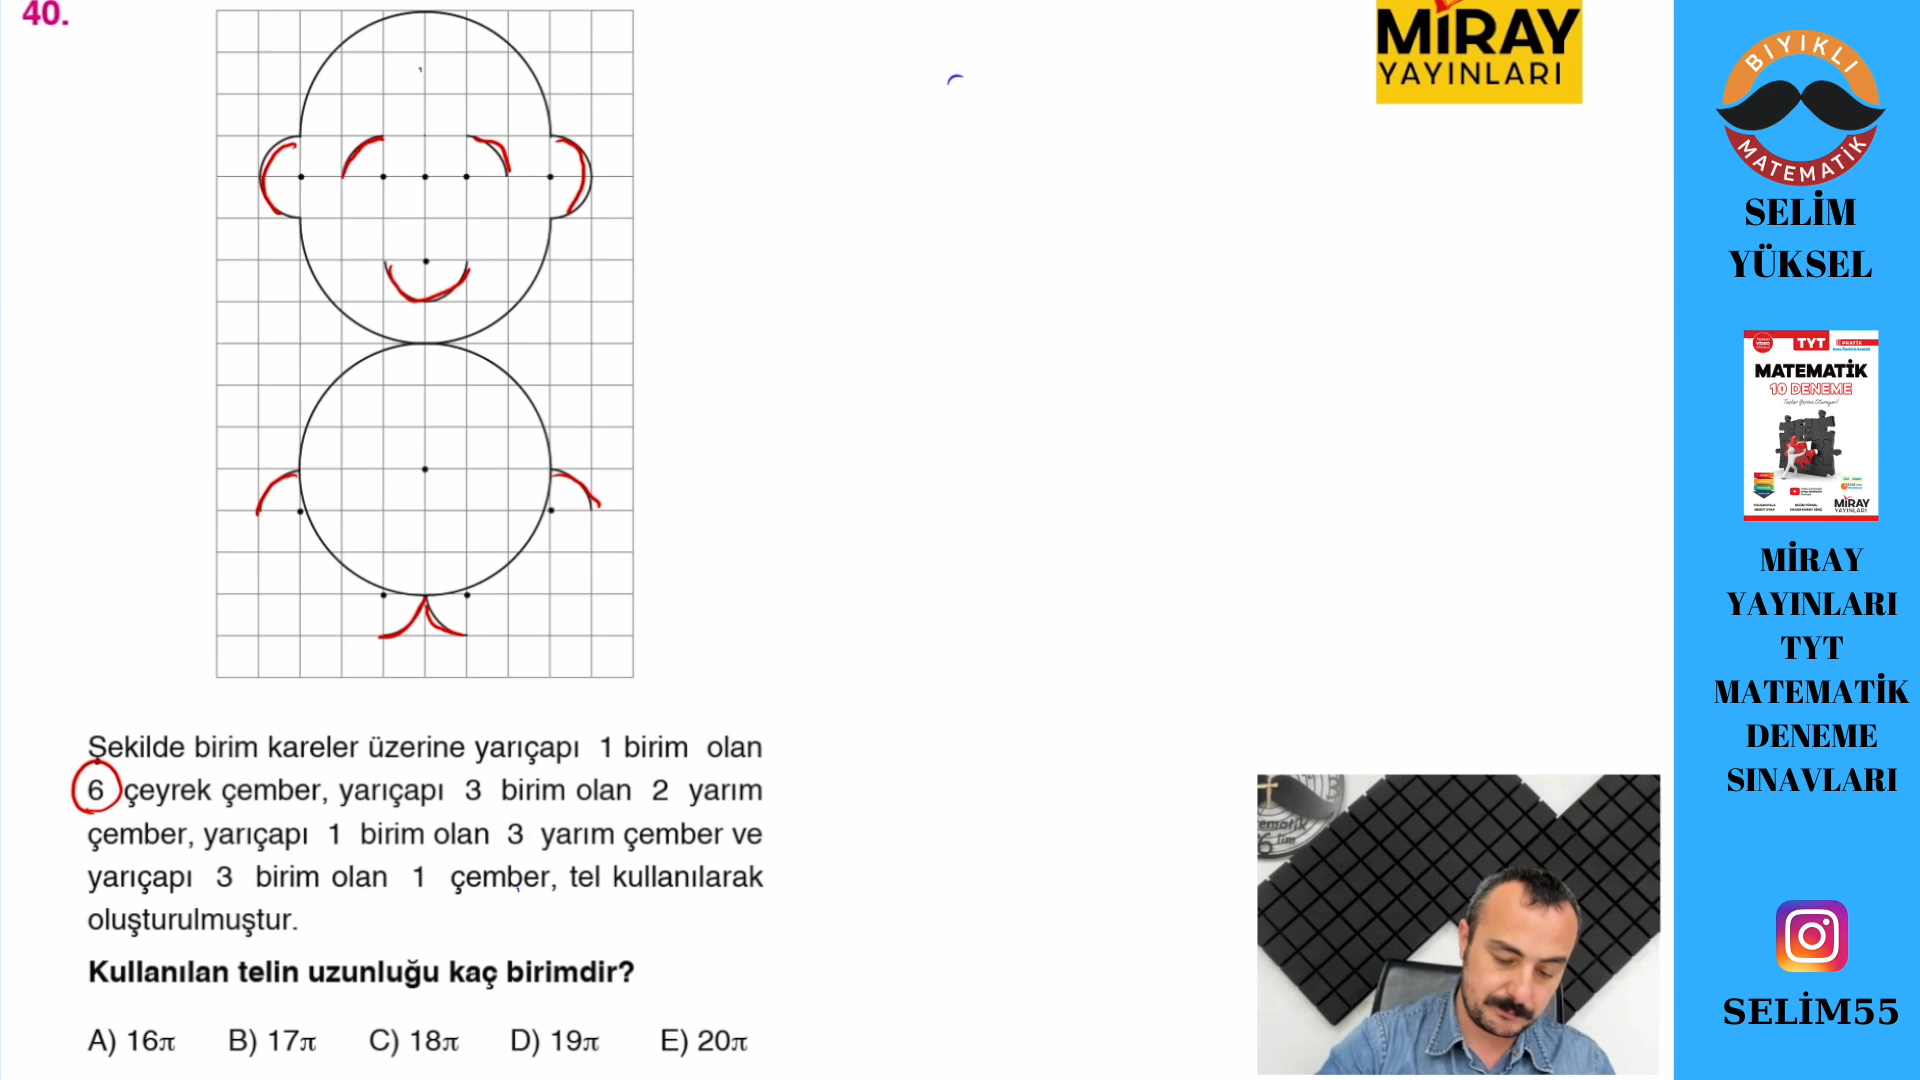 40.
MİRAY
YAYINLARI
Şekilde birim kareler üzerine yarıçapı 1 birim olan
6 çeyrek çember, yarıçapı 3 birim olan 2 yarım
çember, yarıçapı 1 birim olan 3 yarım çember ve
yarıçapı 3 birim olan 1 çember, tel kullanılarak
oluşturulmuştur.
Kullanılan telin uzunluğu kaç birimdir?
A) 16π B) 17π C) 18π D) 19π E) 20π
BIYIKLI
MATEMATİK
SELİM
YÜKSEL
TYT
PRATİK
MATEMATİK
10 DENEME
MİRAY
YAYINLARI
MİRAY
YAYINLARI
TYT
MATEMATİK
DENEME
SINAVLARI
SELİM55